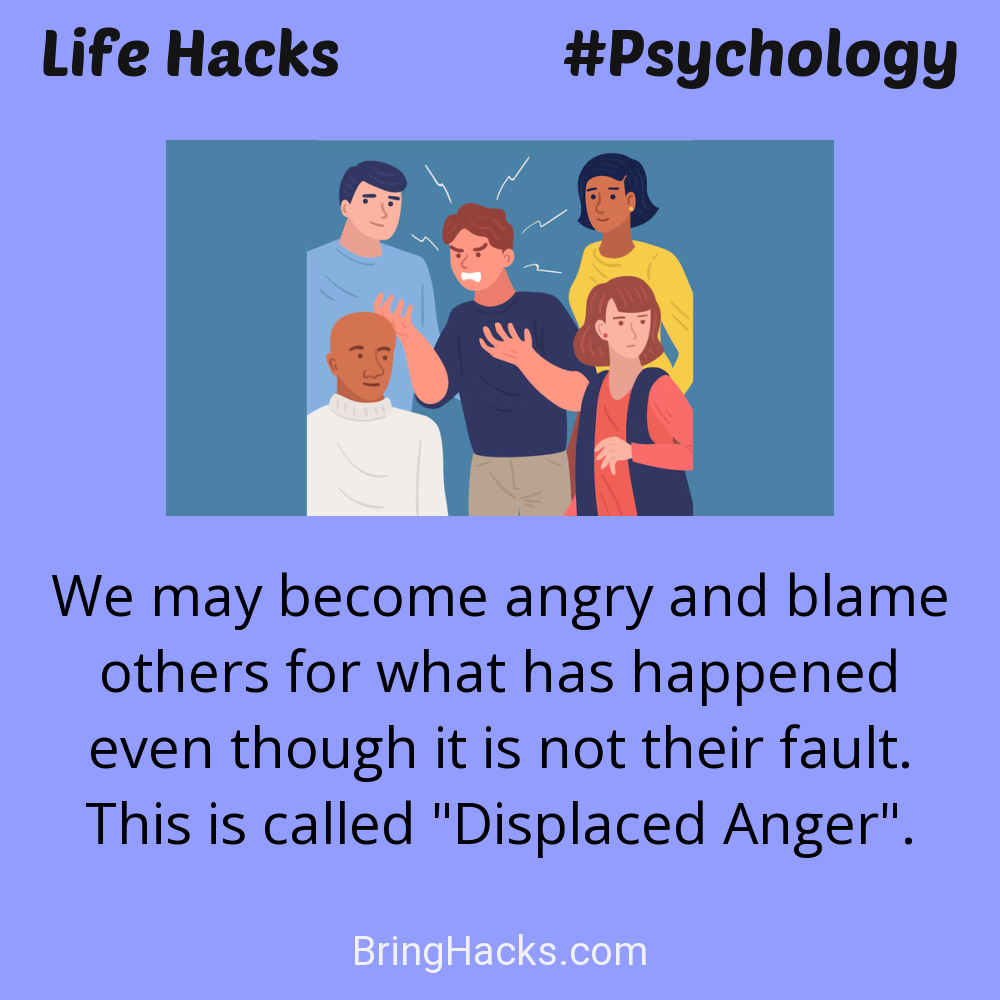 Life Hacks #Psychology
We may become angry and blame
others for what has happened
even though it is not their fault.
This is called "Displaced Anger".
BringHacks.com